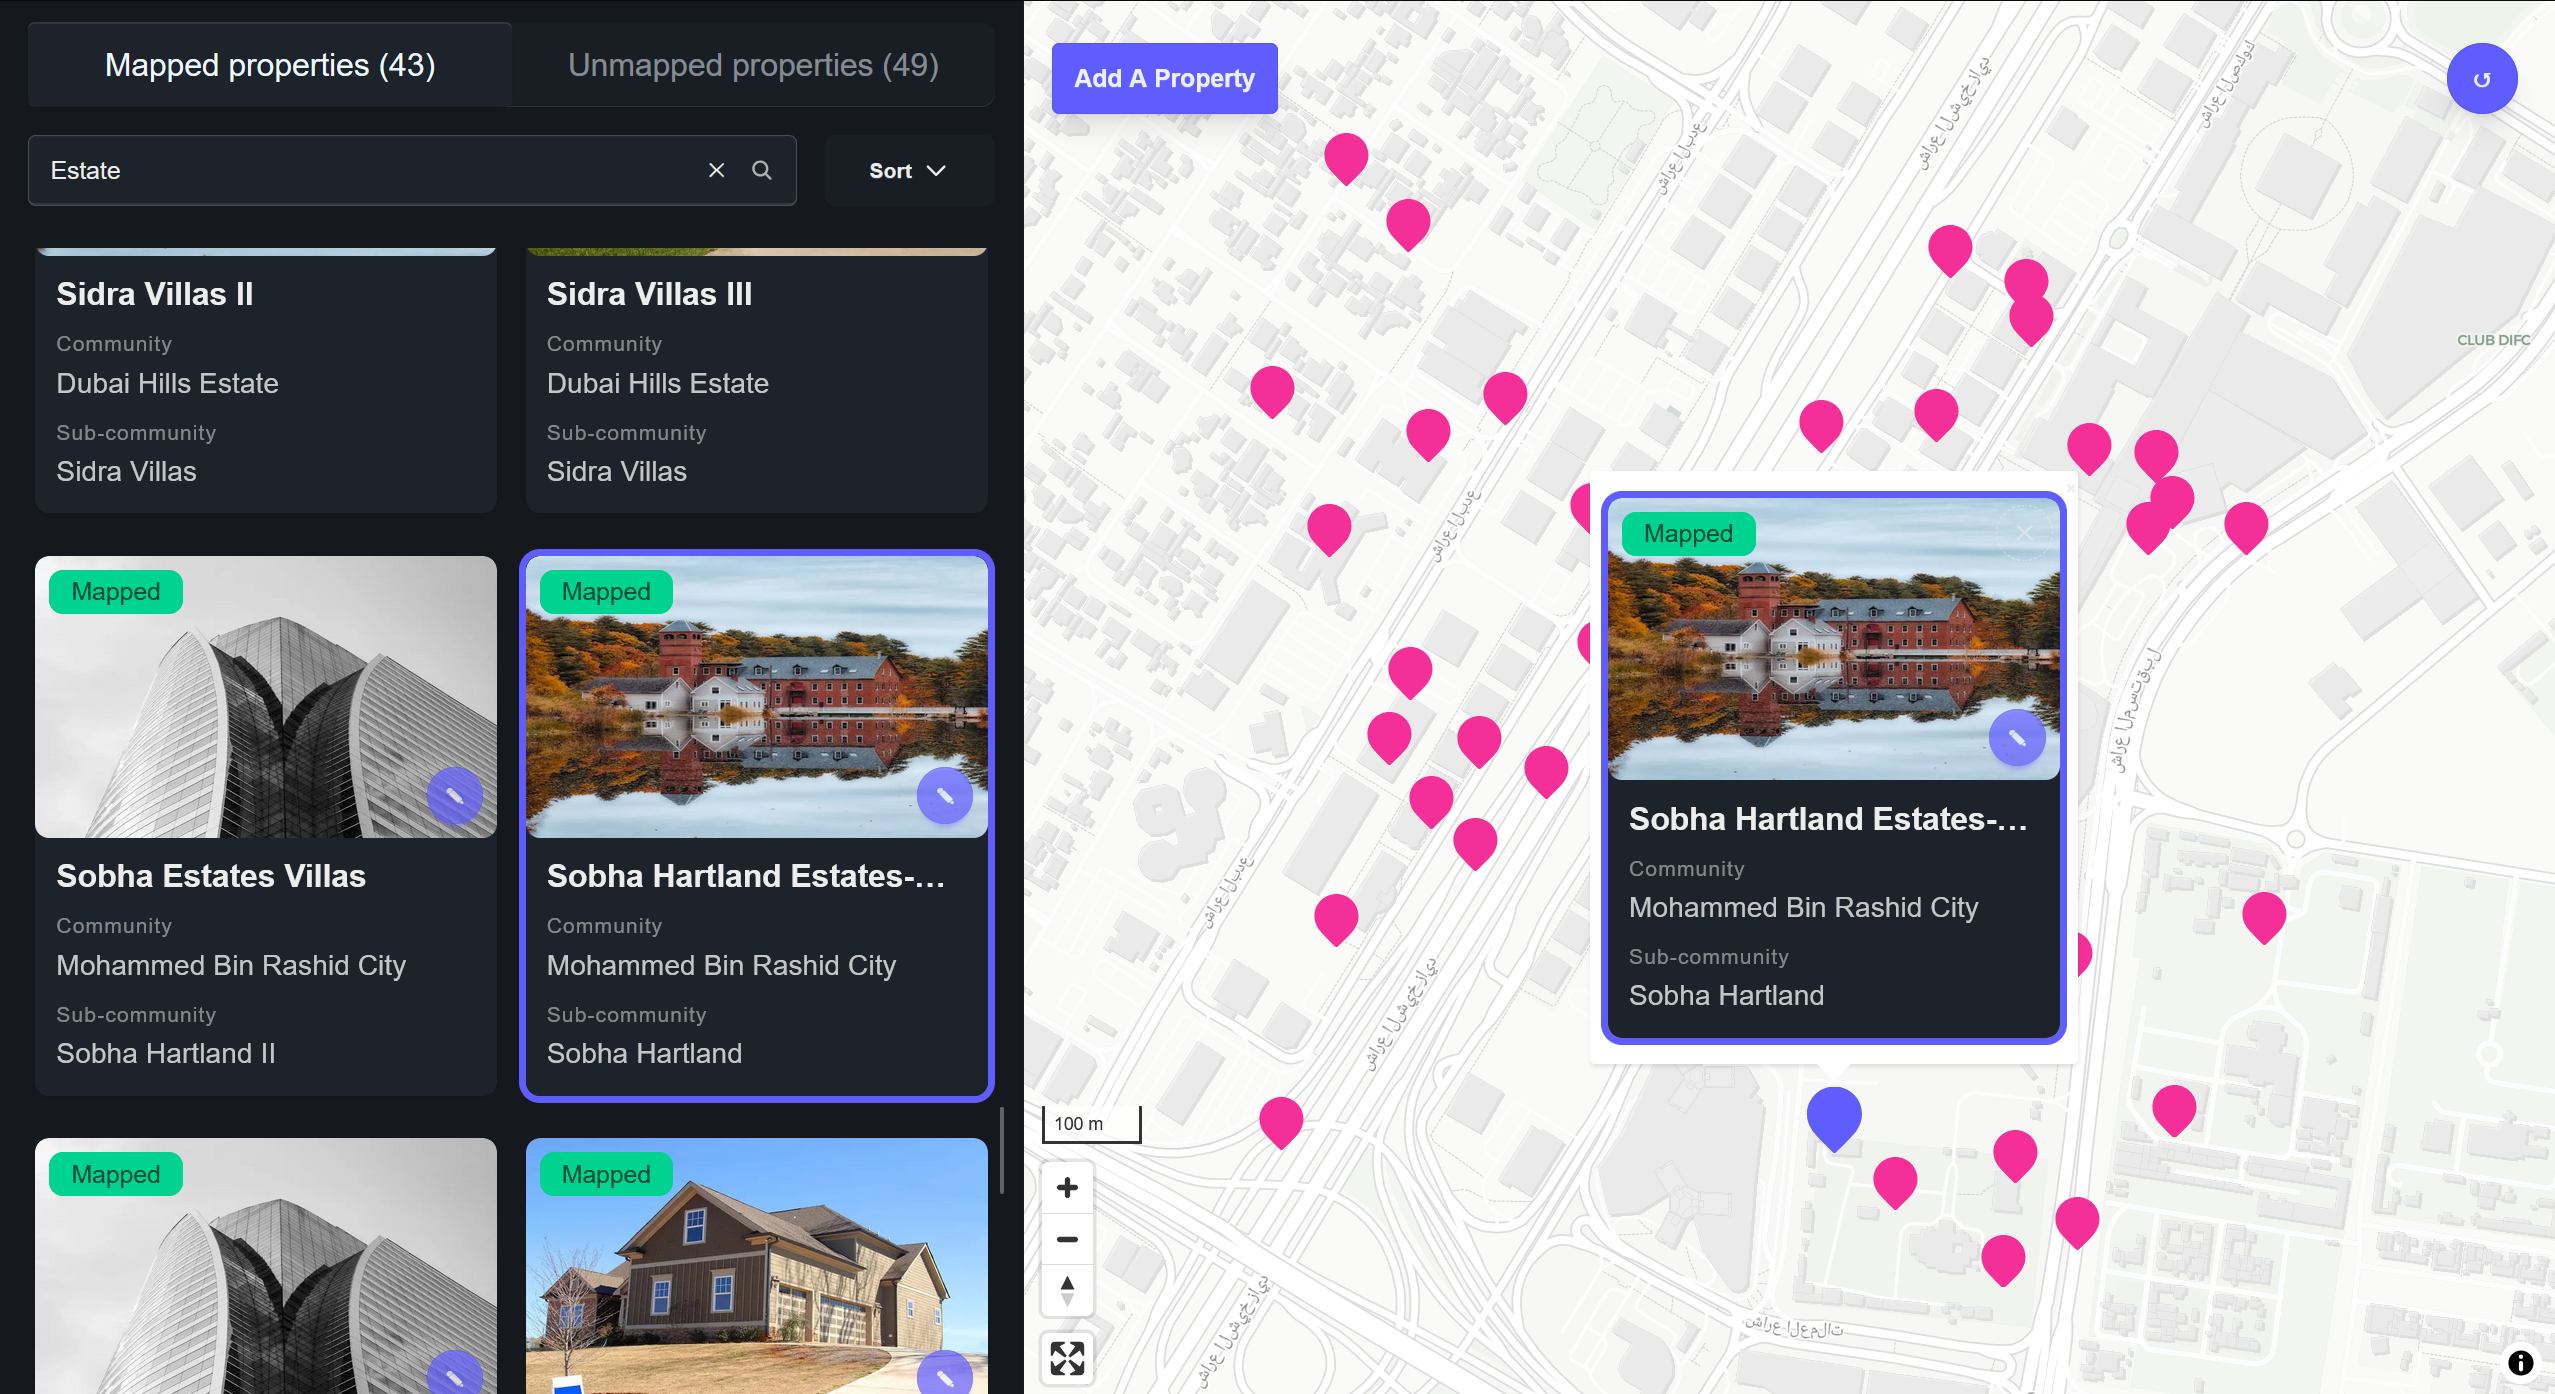 Mapped properties (43)
Unmapped properties (49)
Estate
Sort
Sidra Villas II
Community
Dubai Hills Estate
Sub-community
Sidra Villas
Sidra Villas III
Community
Dubai Hills Estate
Sub-community
Sidra Villas
Mapped
Sobha Estates Villas
Community
Mohammed Bin Rashid City
Sub-community
Sobha Hartland II
Mapped
Sobha Hartland Estates-...
Community
Mohammed Bin Rashid City
Sub-community
Sobha Hartland
Mapped
Mapped
Add A Property
CLUB DIFC
Mapped
Sobha Hartland Estates-...
Community
Mohammed Bin Rashid City
Sub-community
Sobha Hartland
100 m